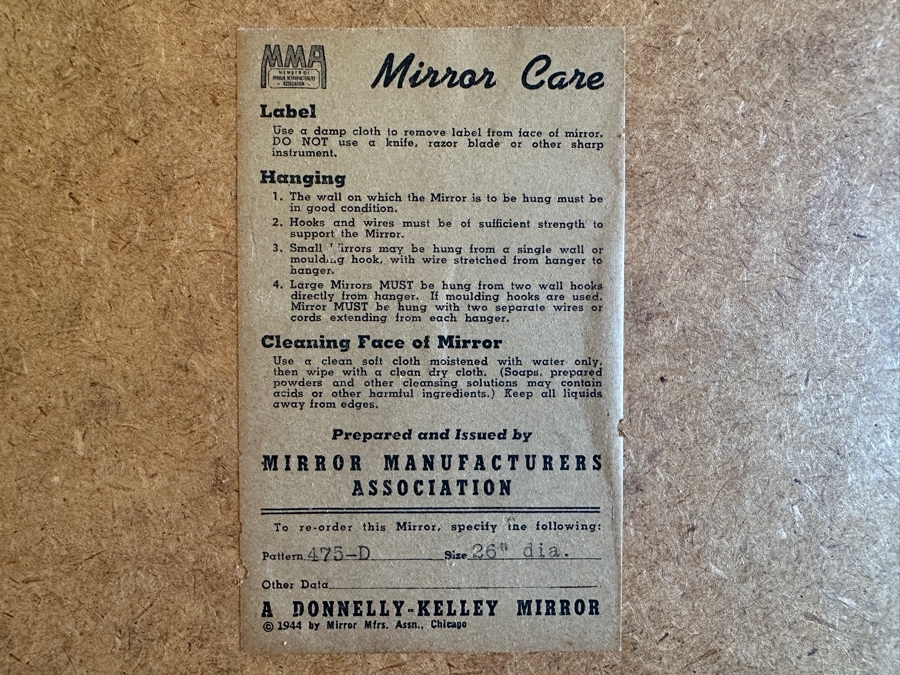 MMA
MEMBER OF
MIRROR MANUFACTURERS
ASSOCIATION
Mirror Care
Label
Use a damp cloth to remove label from face of mirror.
DO NOT use a knife, razor blade or other sharp
instrument.
Hanging
1. The wall on which the Mirror is to be hung must be
in good condition.
2. Hooks and wires must be of sufficient strength to
support the Mirror.
3. Small Mirrors may be hung from a single wall or
moulding hook, with wire stretched from hanger to
hanger.
4. Large Mirrors MUST be hung from two wall hooks
directly from hanger. If moulding hooks are used.
Mirror MUST be hung with two separate wires or
cords extending from each hanger.
Cleaning Face of Mirror
Use a clean soft cloth moistened with water only,
then wipe with a clean dry cloth. (Soaps, prepared
powders and other cleansing solutions may contain
acids or other harmful ingredients.) Keep all liquids
away from edges.
Prepared and Issued by
MIRROR MANUFACTURERS
ASSOCIATION
To re-order this Mirror, specify the following:
Pattern 475-D Size 26" dia.
Other Data
A DONNELLY-KELLEY MIRROR
© 1944 by Mirror Mfrs. Assn., Chicago